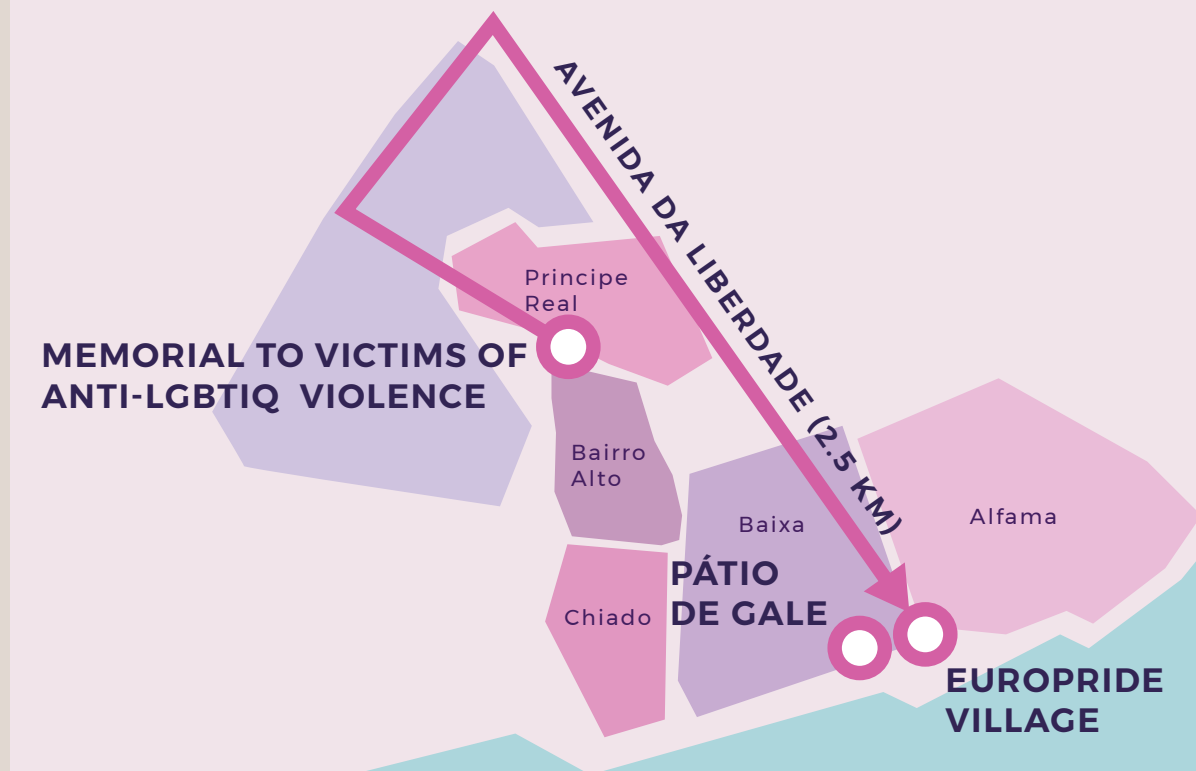 AVENIDA DA LIBERDADE (2.5 KM)
Principe
Real
MEMORIAL TO VICTIMS OF
ANTI-LGBTIQ VIOLENCE
Bairro
Alto
Baixa
Alfama
PÁTIO
DE GALE
Chiado
EUROPRIDE
VILLAGE